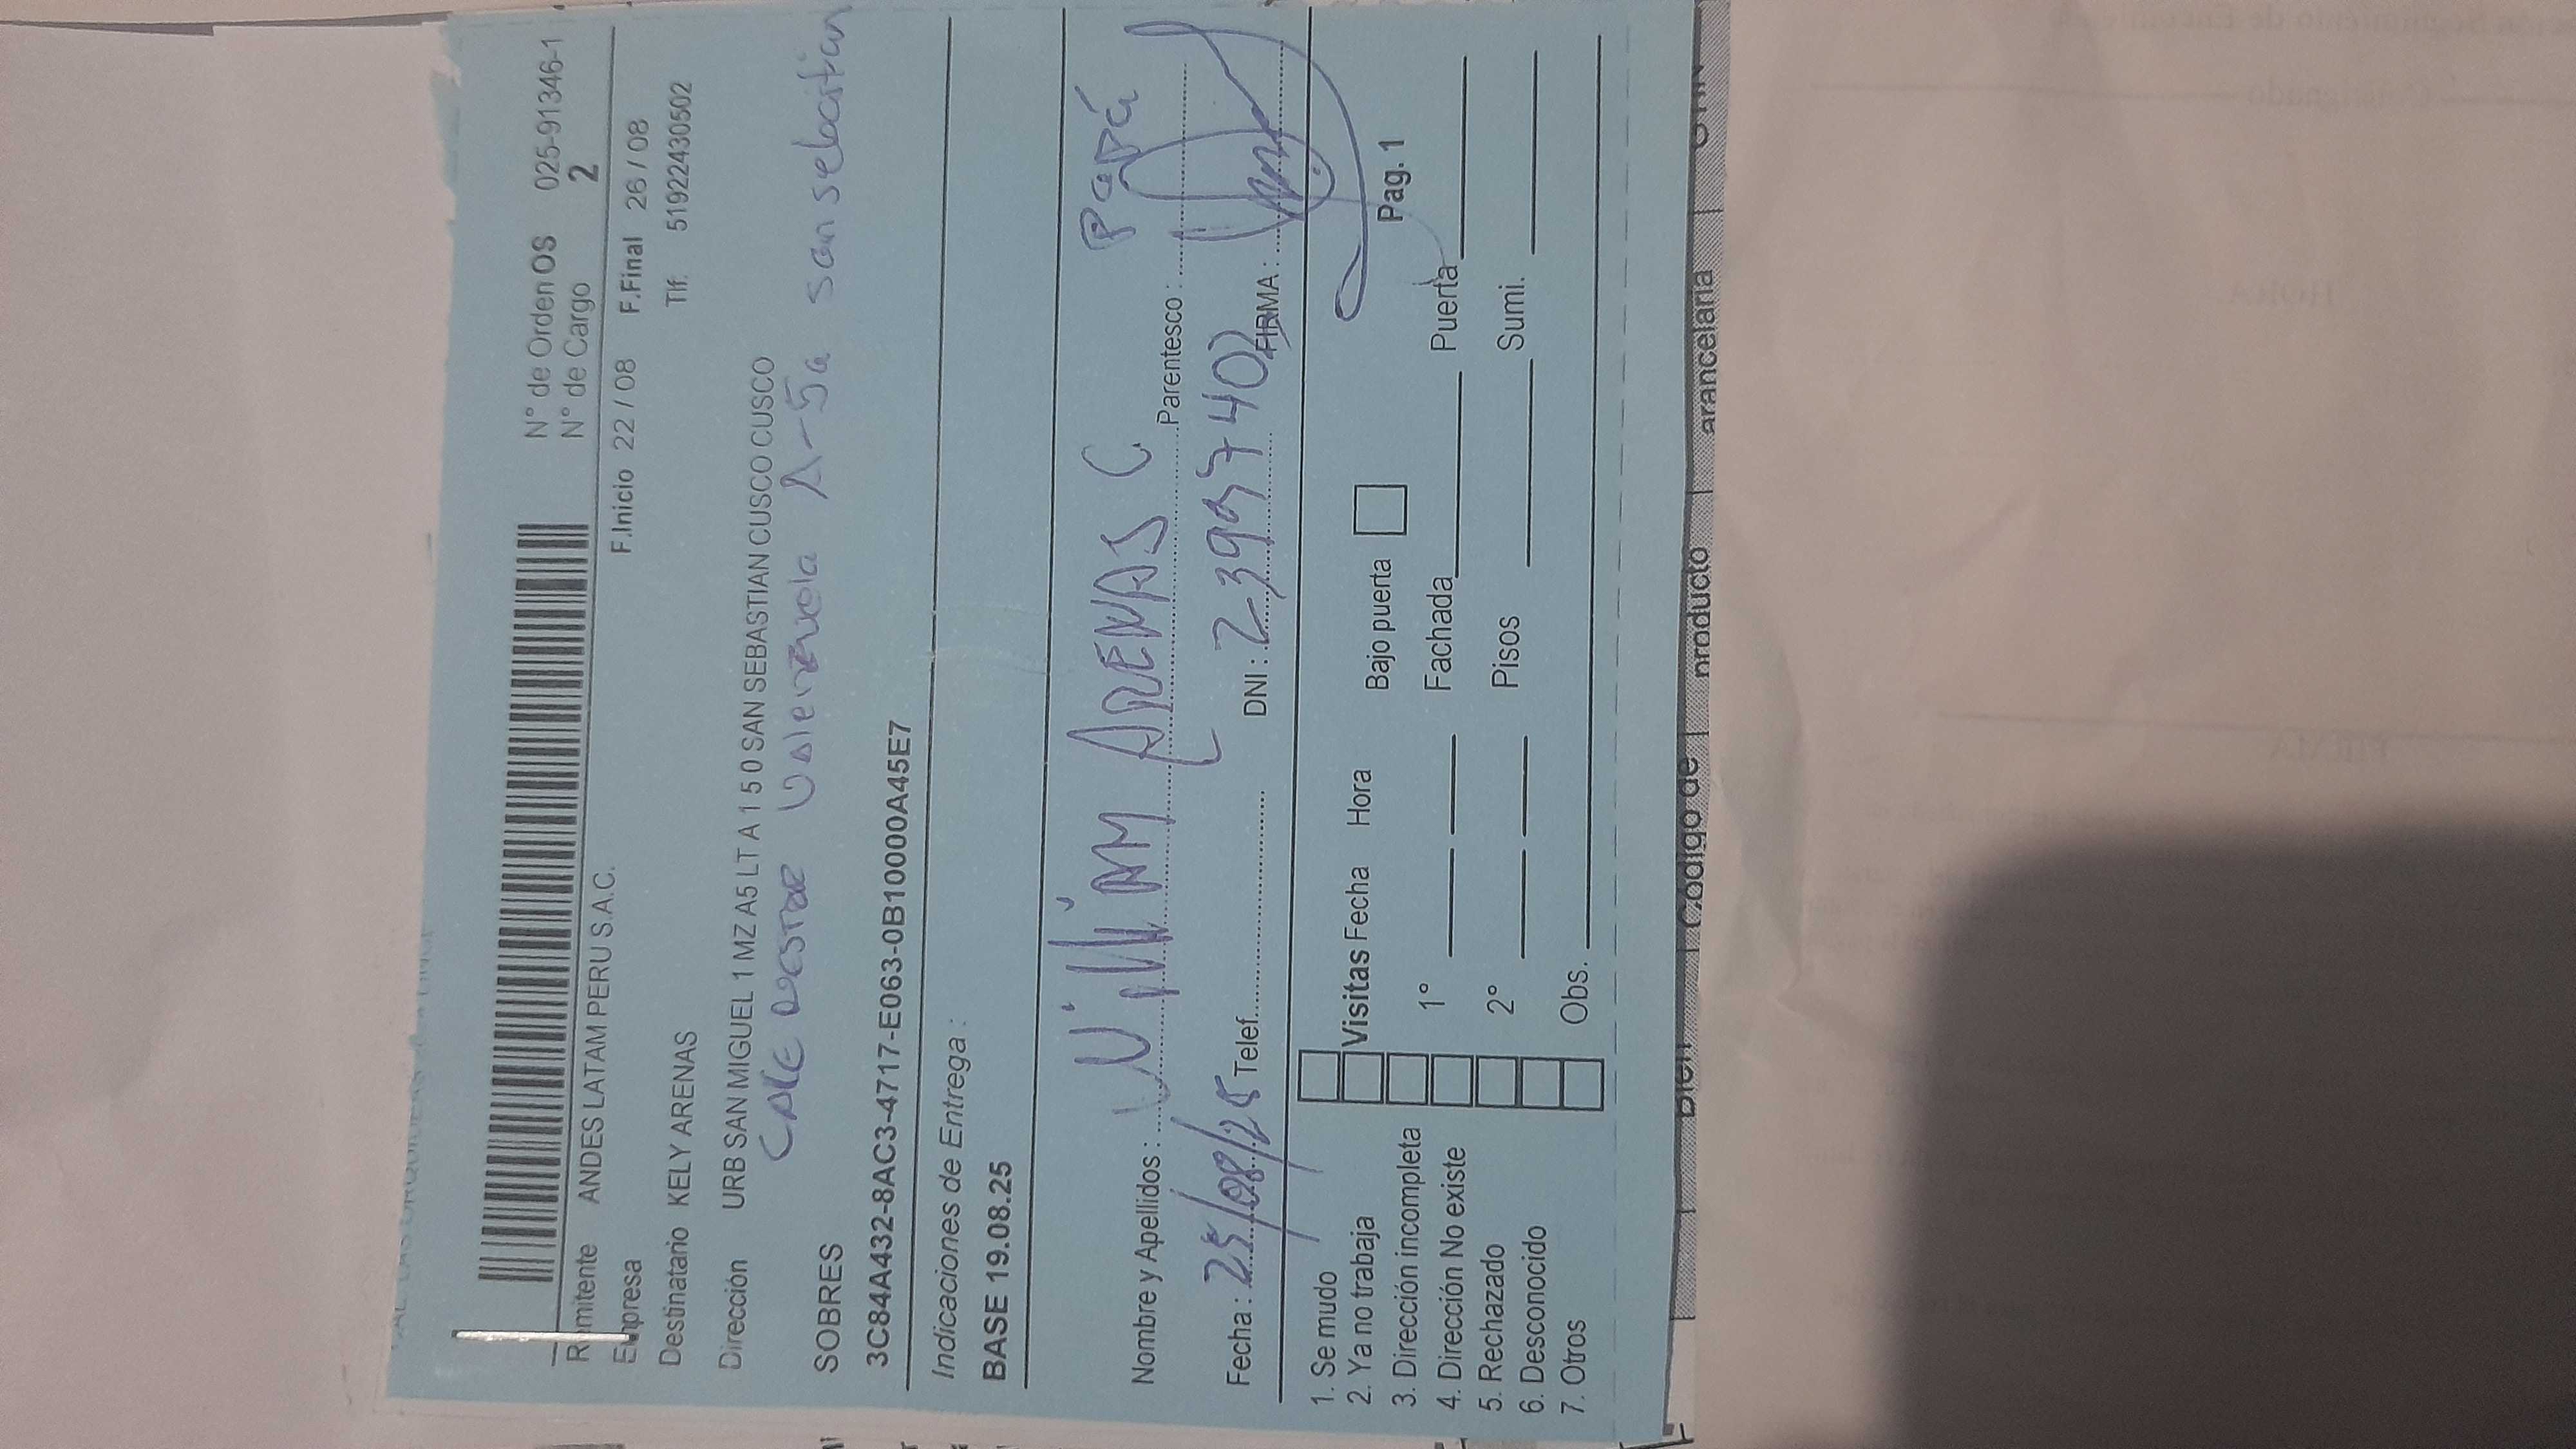 N° de Orden OS 025-91346-1
N° de Cargo 2
Remitente ANDES LATAM PERU S.A.C.
Empresa F.Inicio 22 / 08 F.Final 26 / 08
Destinatario KELY ARENAS Tlf. 51922430502
Dirección URB SAN MIGUEL 1 MZ A5 LT A 1 5 0 SAN SEBASTIAN CUSCO CUSCO
Valenzuela A-5a san sebastian
SOBRES
3C84A432-8AC3-4717-E063-0B10000A45E7
Indicaciones de Entrega :
BASE 19.08.25
Nombre y Apellidos : William ARENAS C Parentesco : PaPá
Fecha : 25/08/25 Telef. DNI : 23997402 FIRMA :
1. Se mudo
2. Ya no trabaja Visitas Fecha Hora Bajo puerta Pag. 1
3. Dirección incompleta
4. Dirección No existe 1° Fachada Puerta
5. Rechazado
6. Desconocido 2° Pisos Sumi.
7. Otros Obs.
Bien Código de producto arancelaria